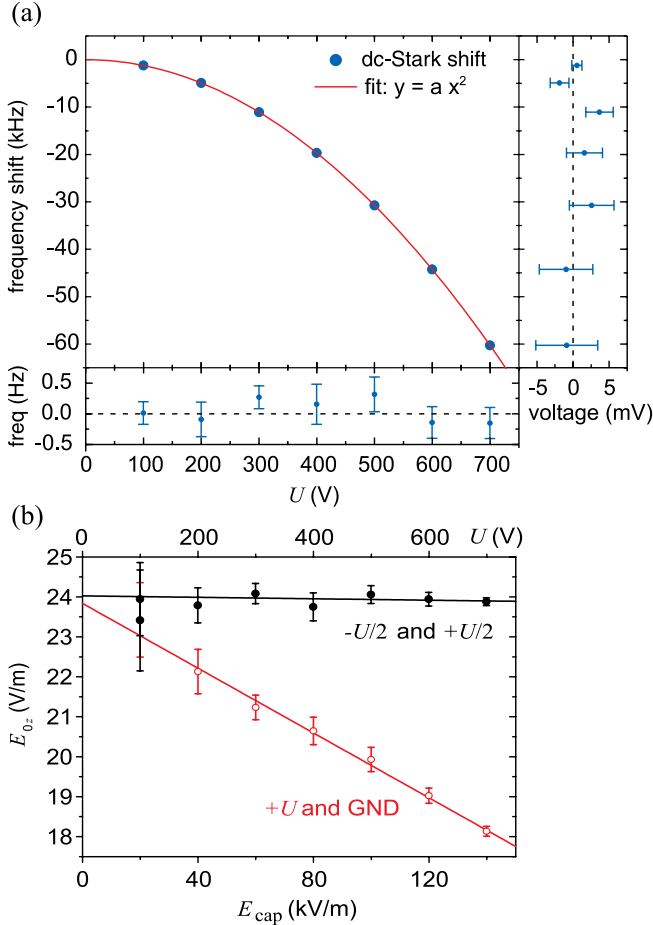 (a)
0
-10
-20
-30
-40
-50
-60
frequency shift (kHz)
dc-Stark shift
fit: y = a x²
-5 0 5
voltage (mV)
0.5
0.0
-0.5
freq (Hz)
100 200 300 400 500 600 700
U (V)
(b)
0 200 400 600 U (V)
25
24
23
22
21
20
19
18
E0z (V/m)
-U/2 and +U/2
+U and GND
0 40 80 120
Ecap (kV/m)